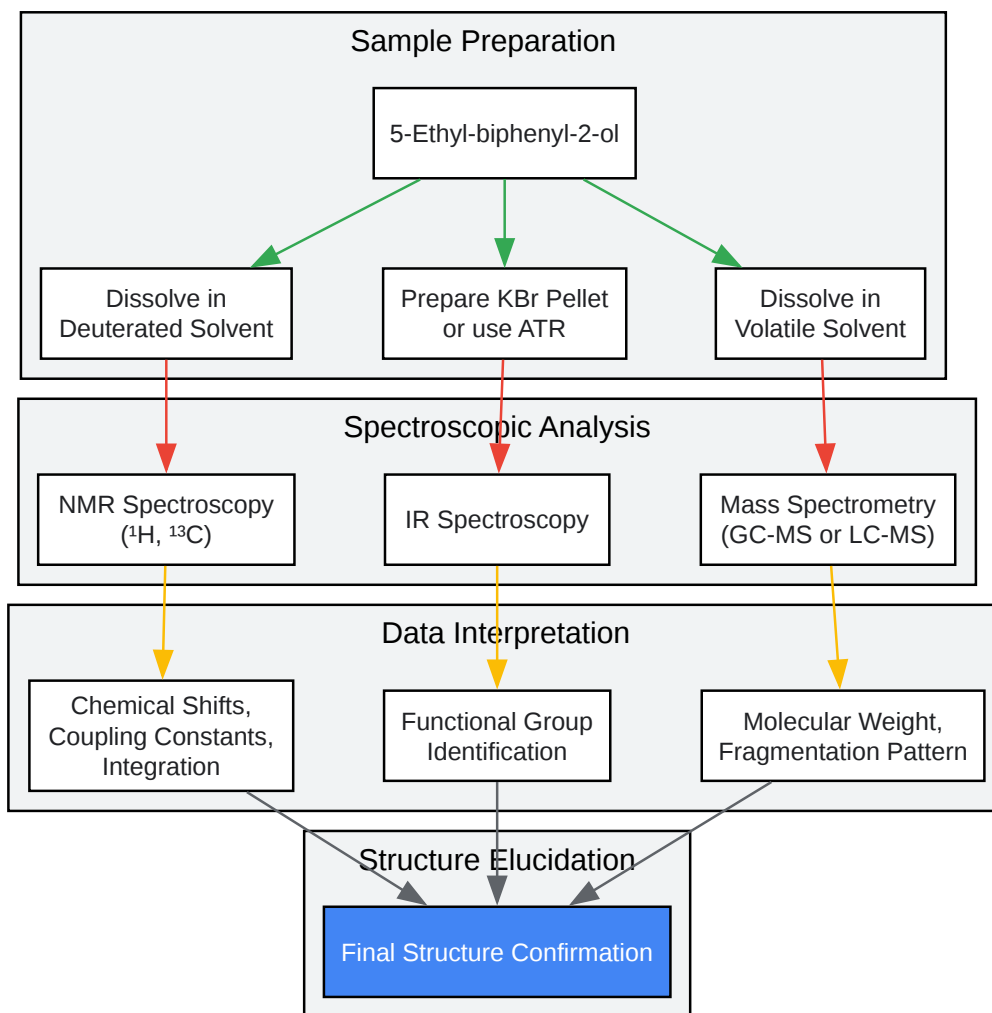 Sample Preparation
5-Ethyl-biphenyl-2-ol
Dissolve in
Deuterated Solvent
Prepare KBr Pellet
or use ATR
Dissolve in
Volatile Solvent
Spectroscopic Analysis
NMR Spectroscopy
(¹H, ¹³C)
IR Spectroscopy
Mass Spectrometry
(GC-MS or LC-MS)
Data Interpretation
Chemical Shifts,
Coupling Constants,
Integration
Functional Group
Identification
Molecular Weight,
Fragmentation Pattern
Structure Elucidation
Final Structure Confirmation